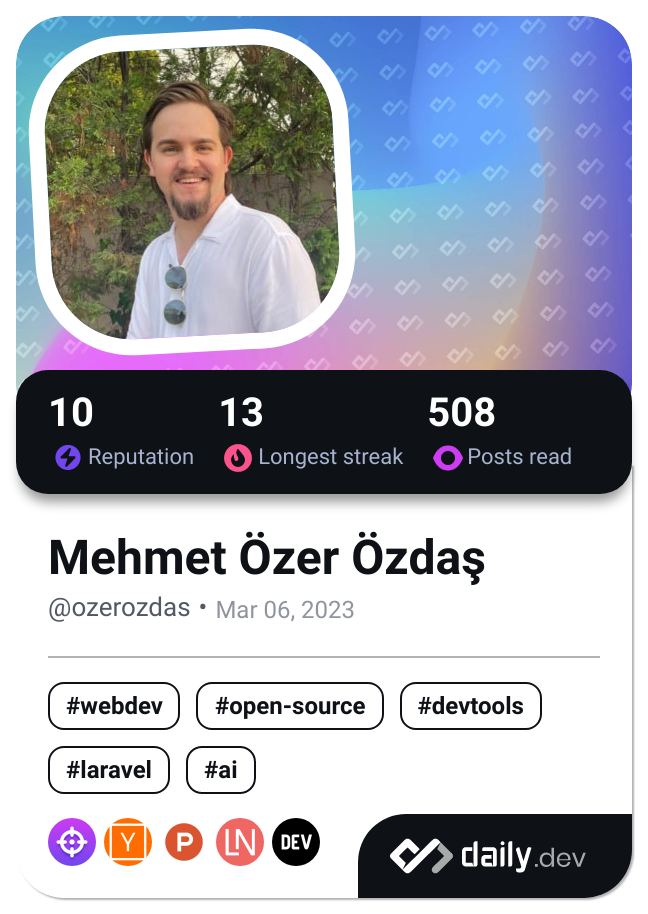 10 13 508
Reputation Longest streak Posts read
Mehmet Özer Özdaş
@ozerozdas • Mar 06, 2023
#webdev #open-source #devtools
#laravel #ai
Y P LN DEV
daily.dev